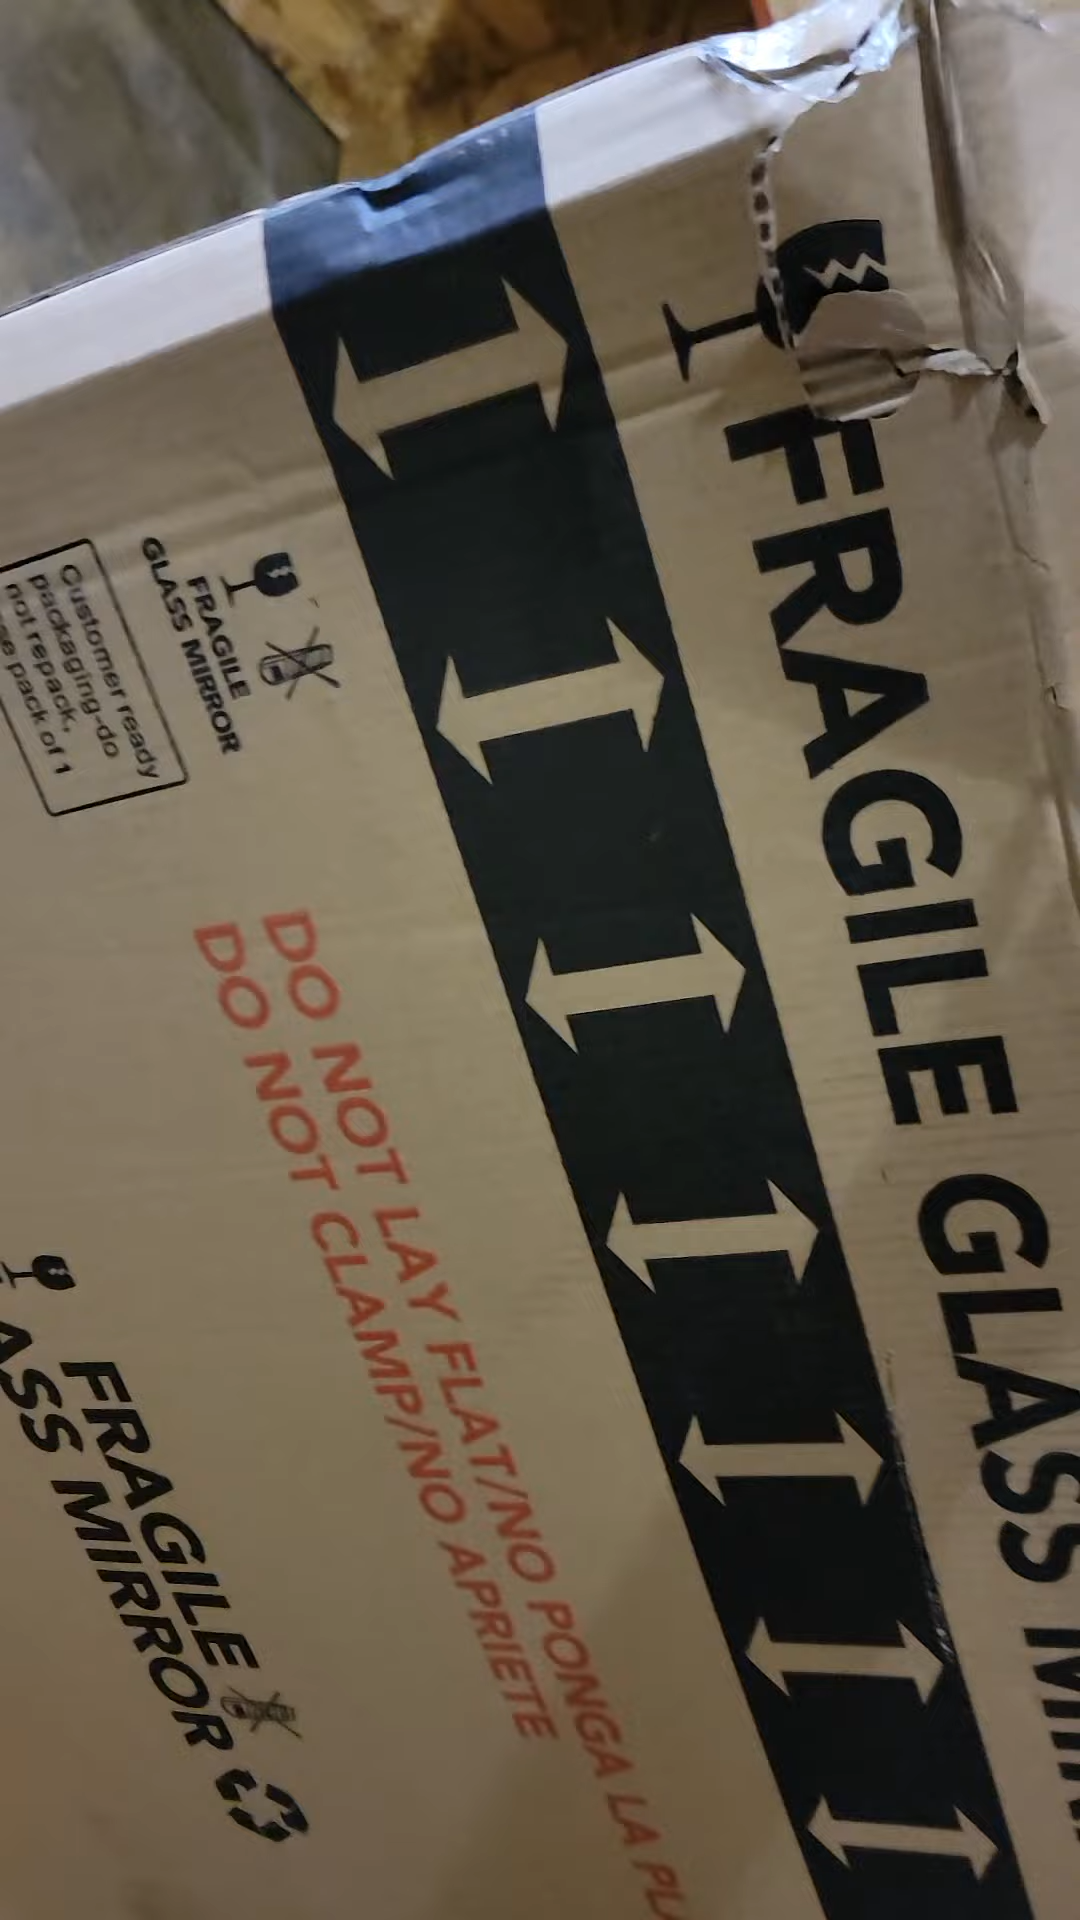 FRAGILE GLASS
DO NOT LAY FLAT/NO PONGA LA
DO NOT CLAMP/NO APRIETE
FRAGILE
GLASS MIRROR
Customer ready
packaging-do
not repack,
pack of 1
FRAGILE
MIRROR